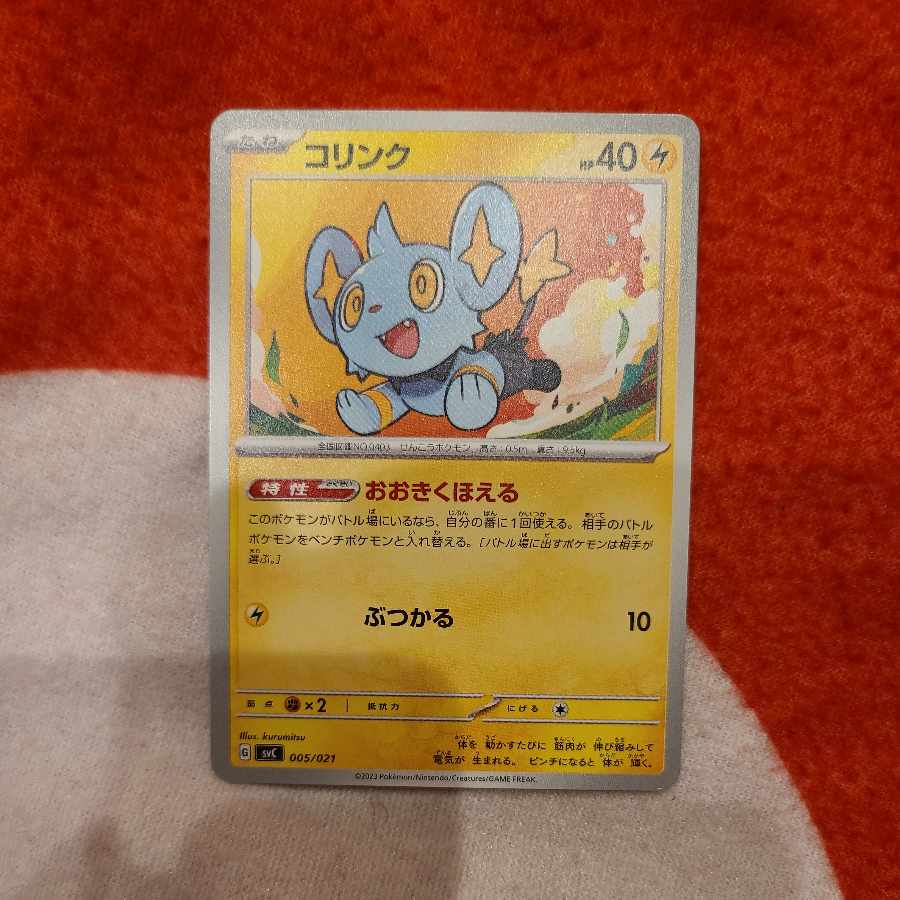 たね コリンク HP40
全国図鑑NO.0403 せんこうポケモン 高さ:0.5m 重さ:9.5kg
特性 とくせい おおきくほえる
このポケモンがバトル場にいるなら、自分の番に1回使える。相手のバトル
ポケモンをベンチポケモンと入れ替える。[バトル場に出すポケモンは相手が
選ぶ。]
ぶつかる 10
弱点 ×2 抵抗力 にげる
Illus. kurumitsu
体を動かすたびに 筋肉が 伸び縮みして
G svC 005/021
電気が 生まれる。ピンチになると 体が 輝く。
©2023 Pokémon/Nintendo/Creatures/GAME FREAK.